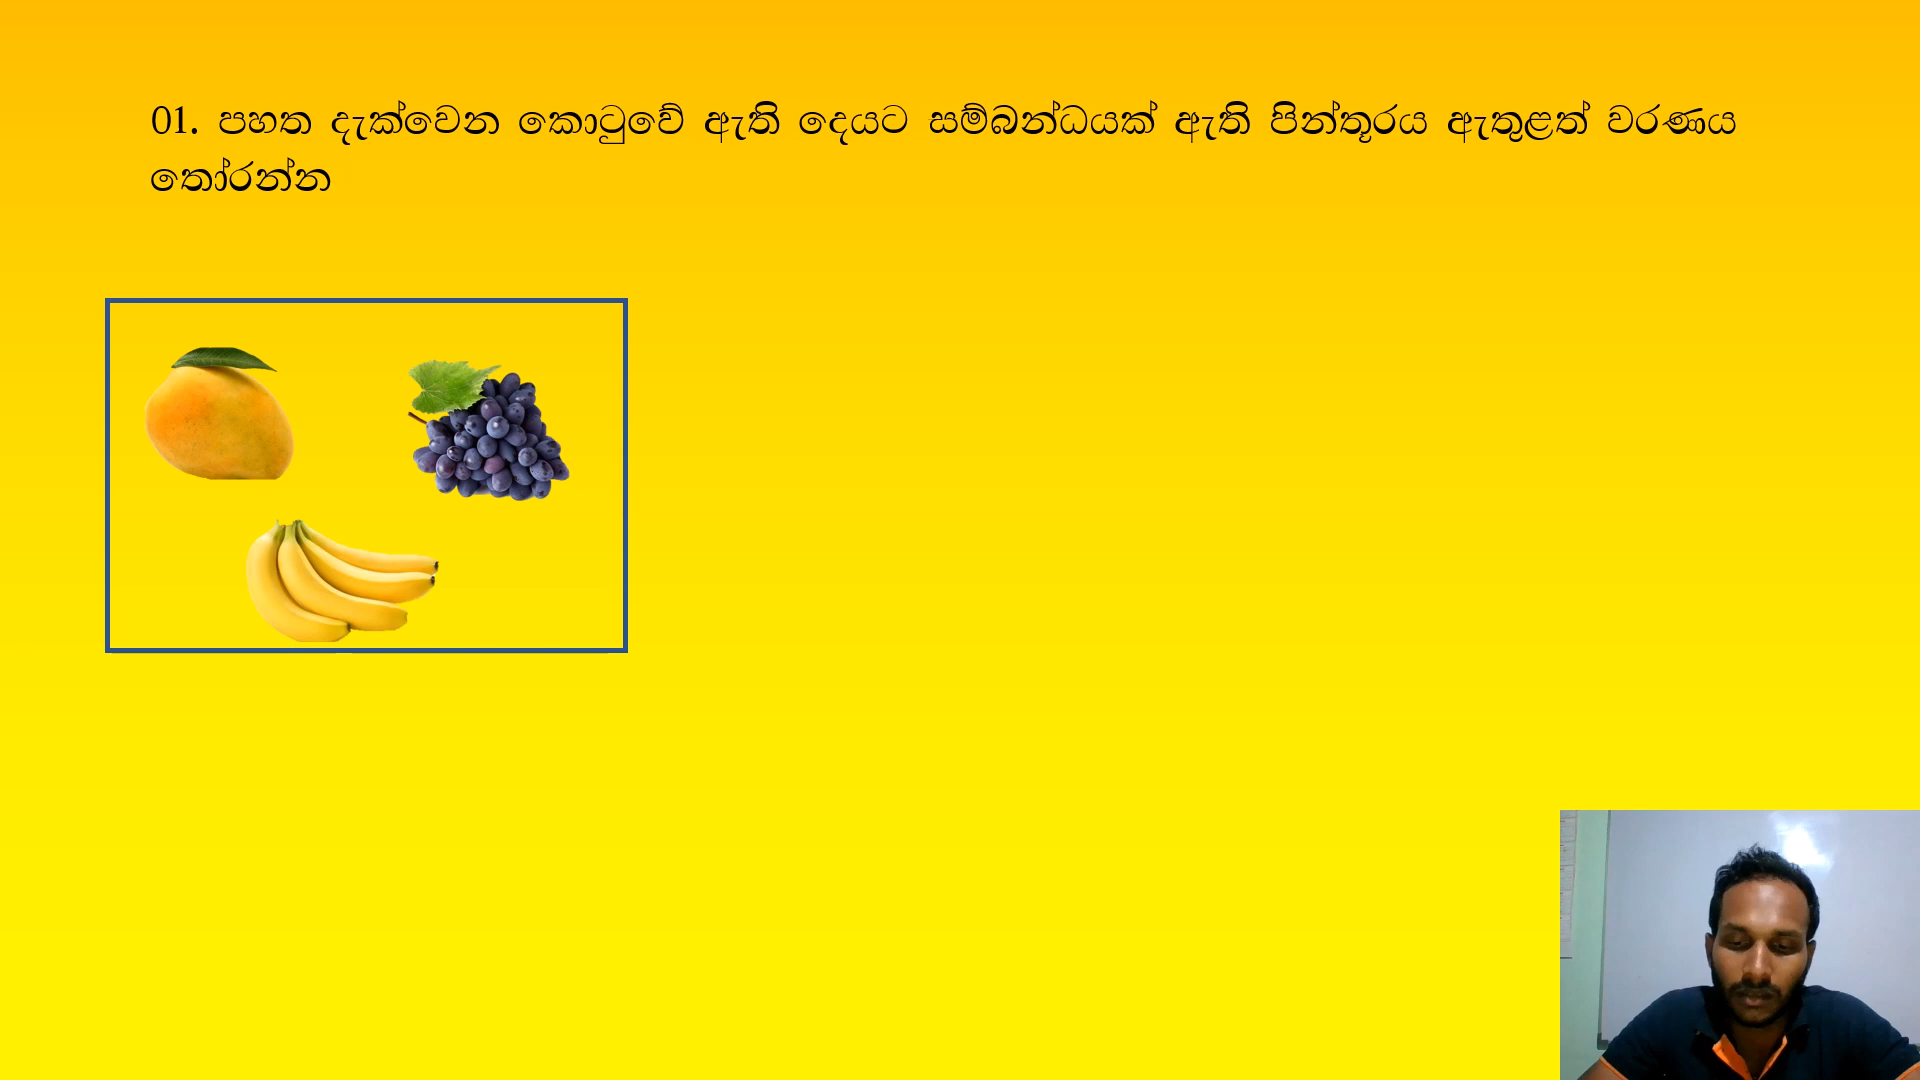 01. පහත දැක්වෙන කොටුවේ ඇති දෙයට සම්බන්ධයක් ඇති පින්තූරය ඇතුළත් වරණය
තෝරන්න